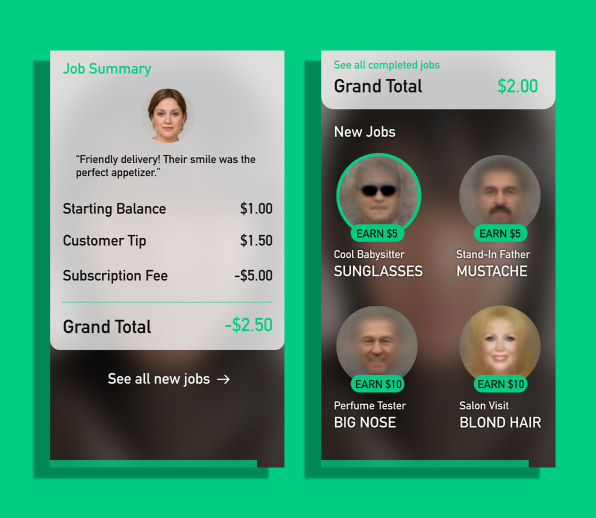 Job Summary
“Friendly delivery! Their smile was the
perfect appetizer.”
Starting Balance $1.00
Customer Tip $1.50
Subscription Fee -$5.00
Grand Total -$2.50
See all new jobs →
See all completed jobs
Grand Total $2.00
New Jobs
EARN $5
Cool Babysitter
SUNGLASSES
EARN $5
Stand-In Father
MUSTACHE
EARN $10
Perfume Tester
BIG NOSE
EARN $10
Salon Visit
BLOND HAIR